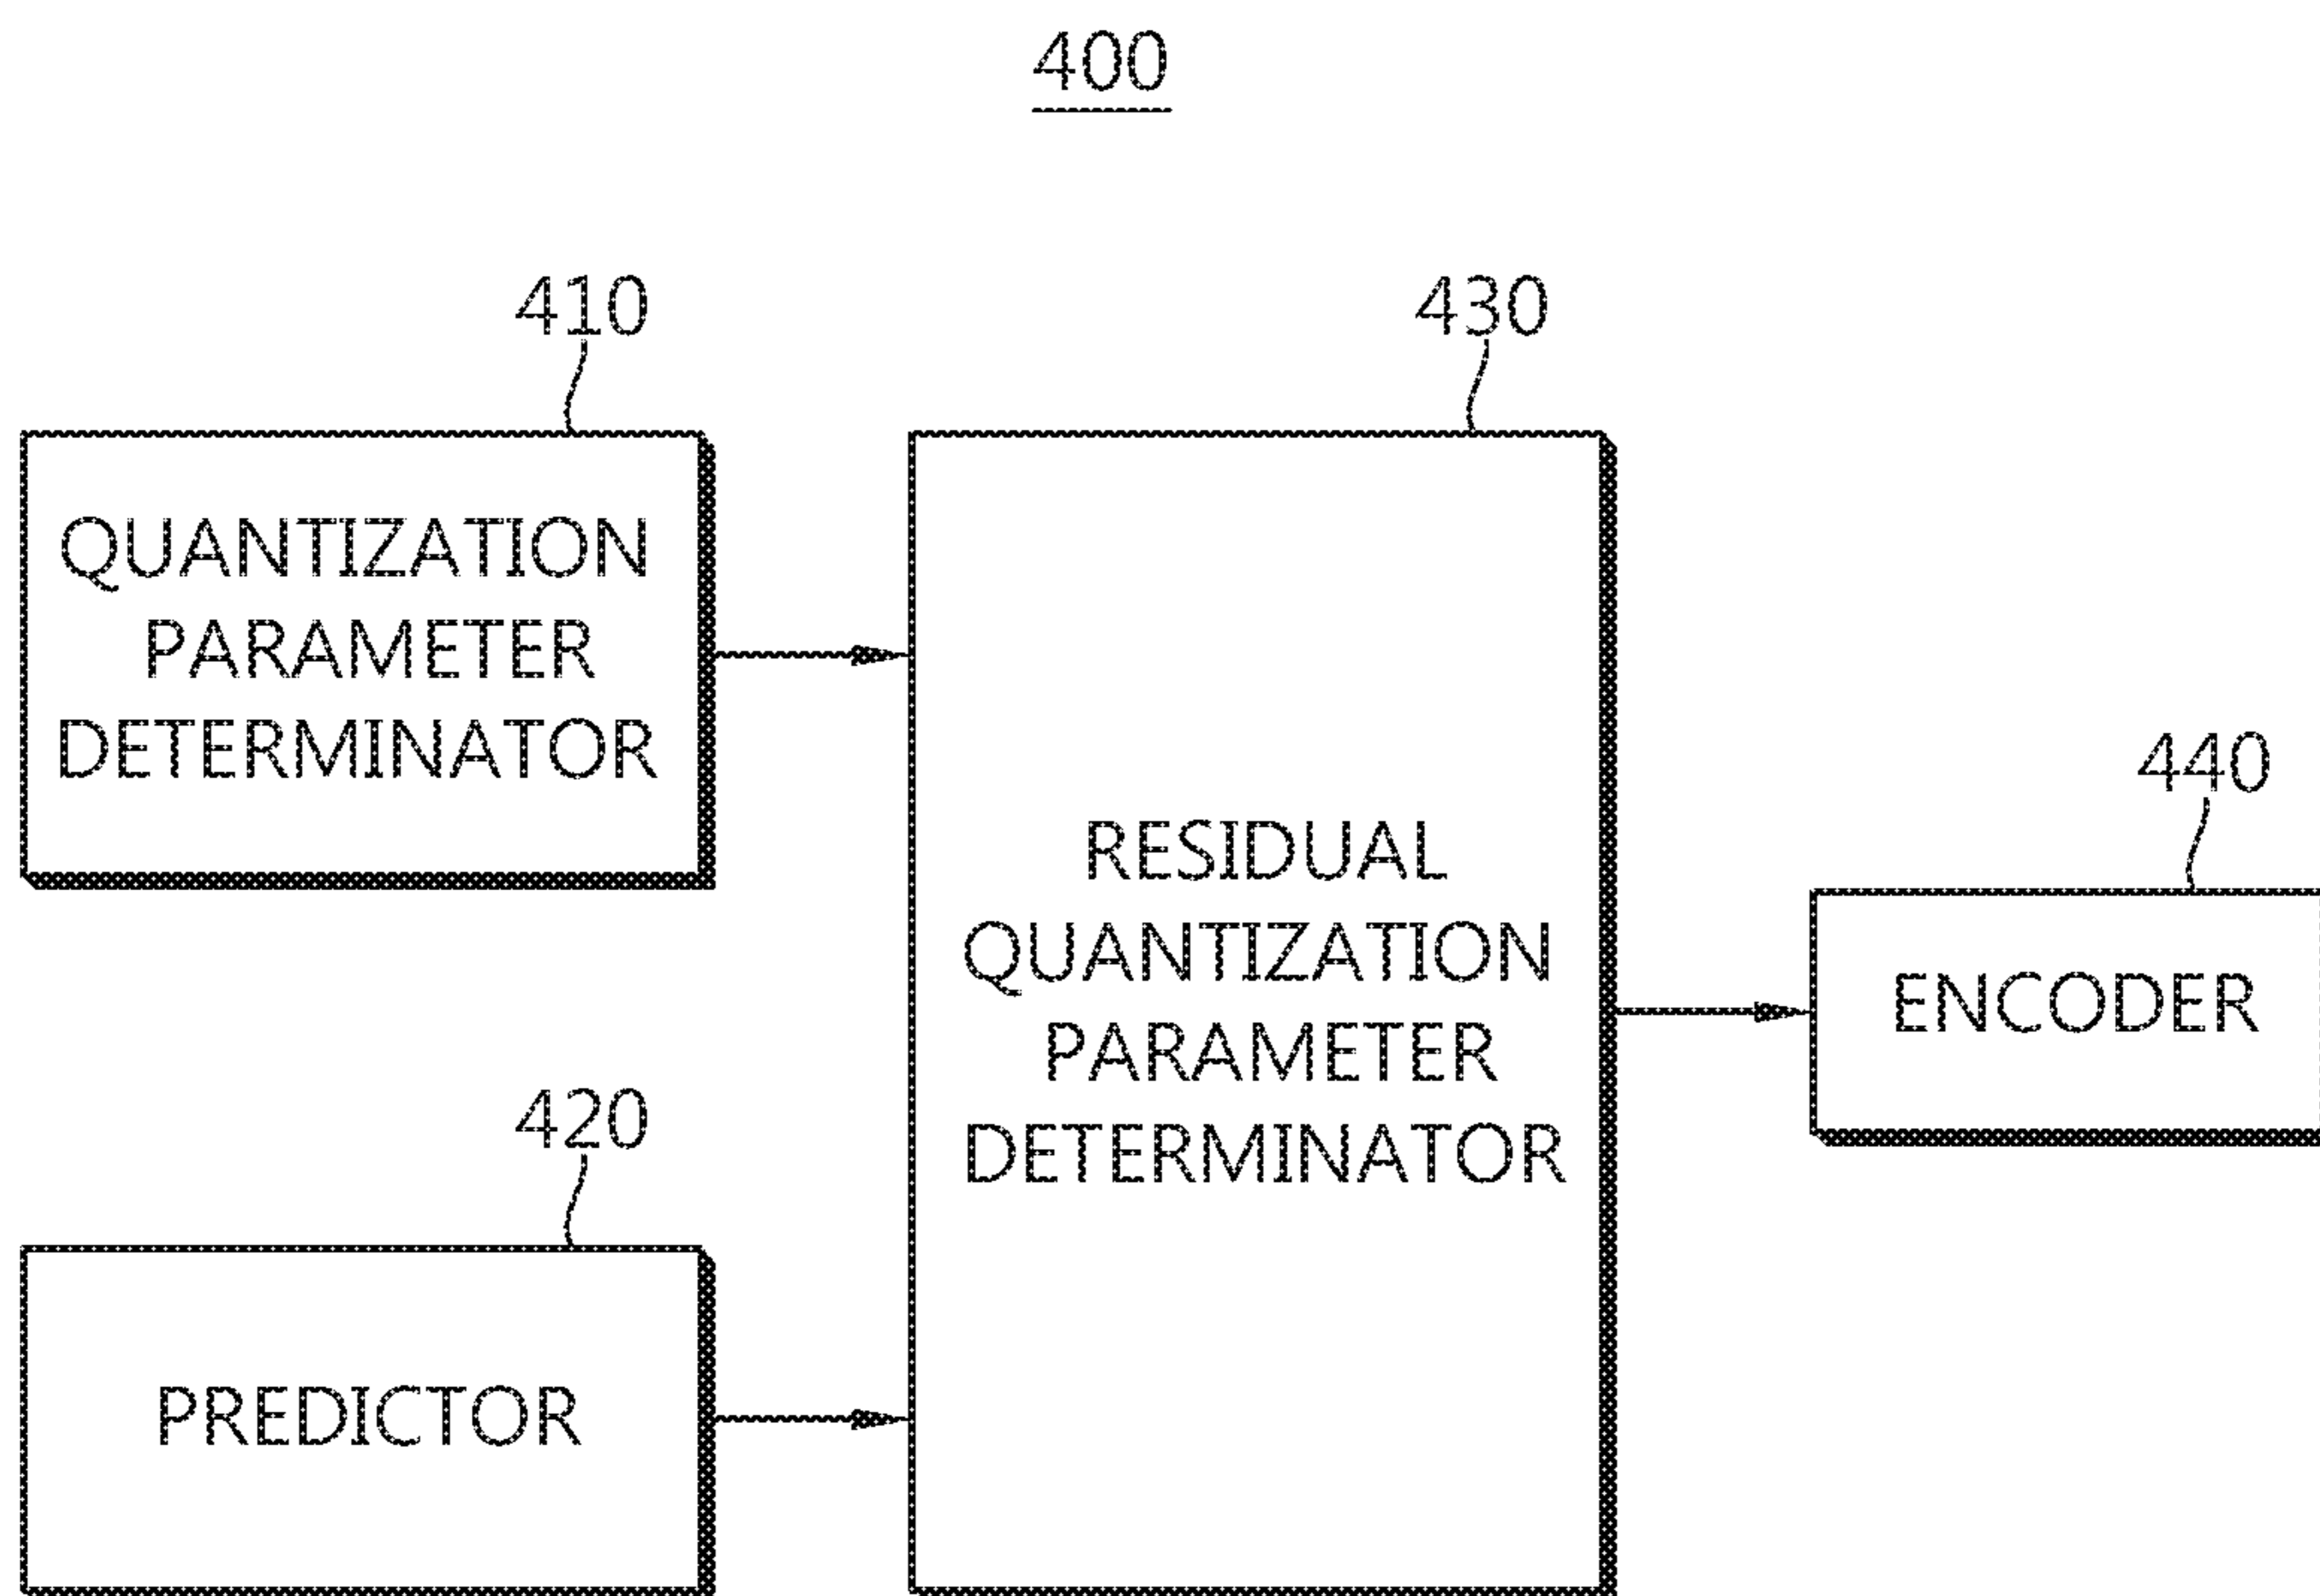 400
410
QUANTIZATION
PARAMETER
DETERMINATOR
420
PREDICTOR
430
RESIDUAL
QUANTIZATION
PARAMETER
DETERMINATOR
440
ENCODER